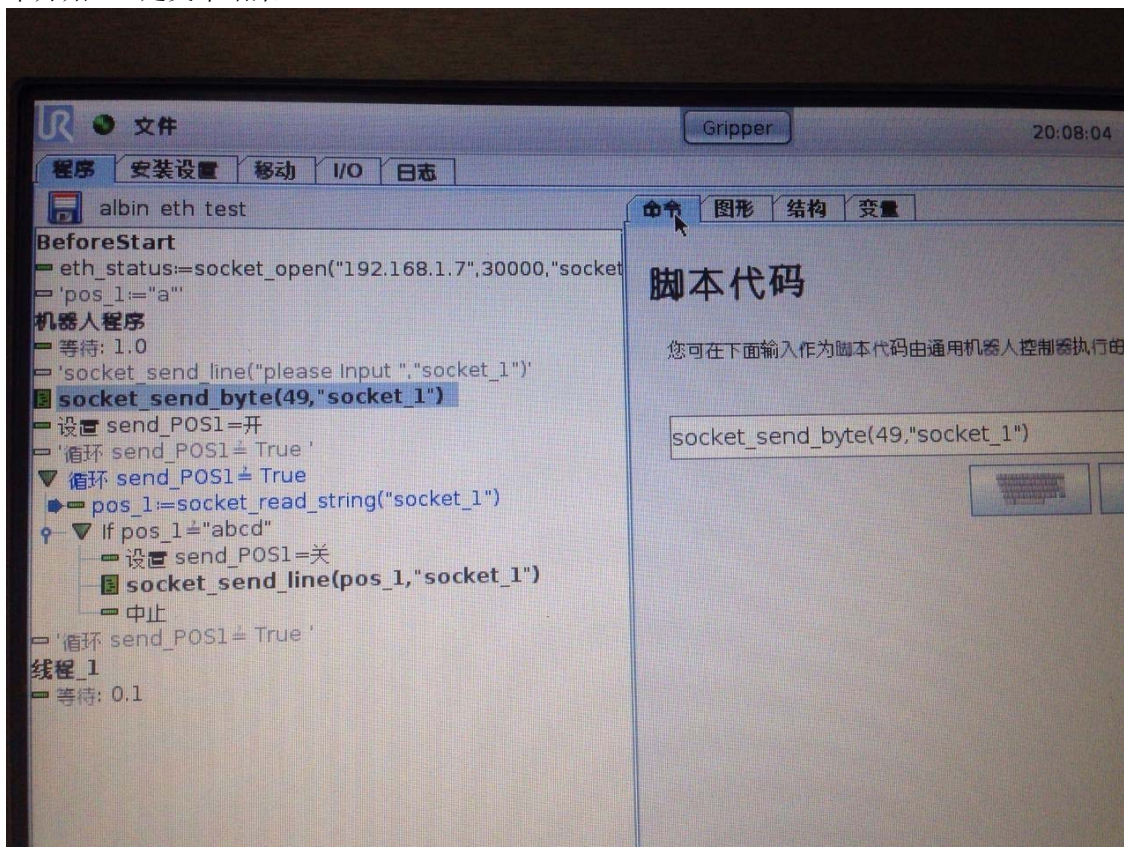 UR 文件 Gripper 20:08:04
程序 安装设置 移动 I/O 日志
albin eth test
命令 图形 结构 变量
BeforeStart
eth_status:=socket_open("192.168.1.7",30000,"socket
'pos_1:="a"'
机器人程序
等待: 1.0
'socket_send_line("please Input ","socket_1")'
socket_send_byte(49,"socket_1")
设置 send_POS1=开
'循环 send_POS1≟ True '
循环 send_POS1≟ True
pos_1:=socket_read_string("socket_1")
If pos_1≟"abcd"
设置 send_POS1=关
socket_send_line(pos_1,"socket_1")
中止
'循环 send_POS1≟ True '
线程_1
等待: 0.1
脚本代码
您可在下面输入作为脚本代码由通用机器人控制器执行的
socket_send_byte(49,"socket_1")